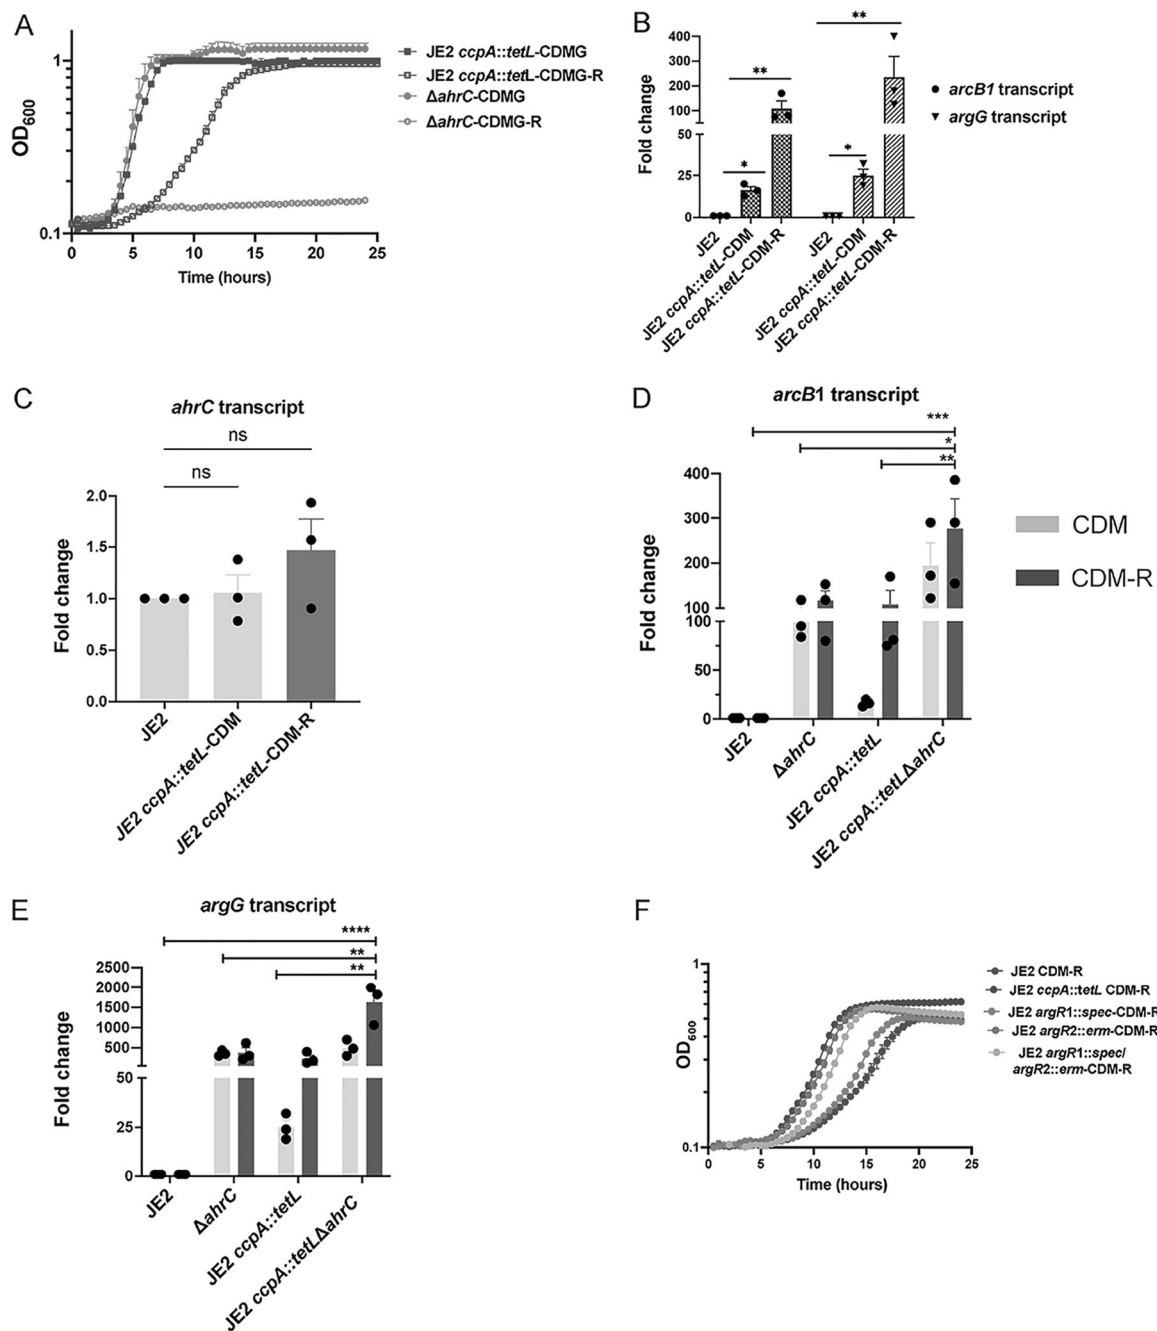 A
OD600
1
0.1
0
5
10
15
20
25
Time (hours)
JE2 ccpA::tetL-CDMG
JE2 ccpA::tetL-CDMG-R
ΔahrC-CDMG
ΔahrC-CDMG-R
B
Fold change
400
300
200
100
50
25
0
**
**
*
*
arcB1 transcript
argG transcript
JE2
JE2 ccpA::tetL-CDM
JE2 ccpA::tetL-CDM-R
JE2
JE2 ccpA::tetL-CDM
JE2 ccpA::tetL-CDM-R
C
ahrC transcript
ns
ns
Fold change
2.0
1.5
1.0
0.5
0.0
JE2
JE2 ccpA::tetL-CDM
JE2 ccpA::tetL-CDM-R
D
arcB1 transcript
***
*
**
Fold change
400
300
200
100
100
50
0
JE2
ΔahrC
JE2 ccpA::tetL
JE2 ccpA::tetLΔahrC
CDM
CDM-R
E
argG transcript
****
**
**
Fold change
2500
2000
1500
1000
500
50
25
0
JE2
ΔahrC
JE2 ccpA::tetL
JE2 ccpA::tetLΔahrC
F
OD600
1
0.1
0
5
10
15
20
25
Time (hours)
JE2 CDM-R
JE2 ccpA::tetL CDM-R
JE2 argR1::spec-CDM-R
JE2 argR2::erm-CDM-R
JE2 argR1::spec/
argR2::erm-CDM-R